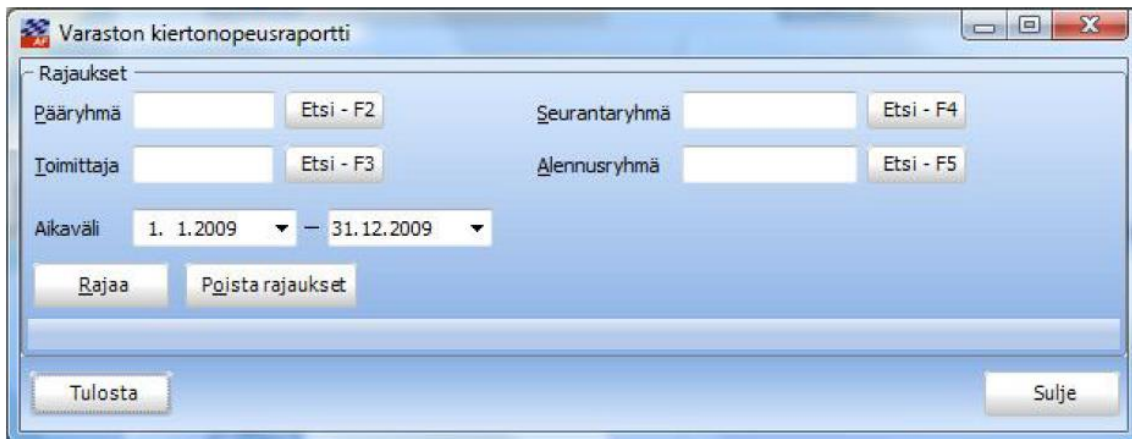 Varaston kiertonopeusraportti
Rajaukset
Pääryhmä Etsi - F2 Seurantaryhmä Etsi - F4
Toimittaja Etsi - F3 Alennusryhmä Etsi - F5
Aikaväli 1. 1.2009 – 31.12.2009
Rajaa Poista rajaukset
Tulosta Sulje